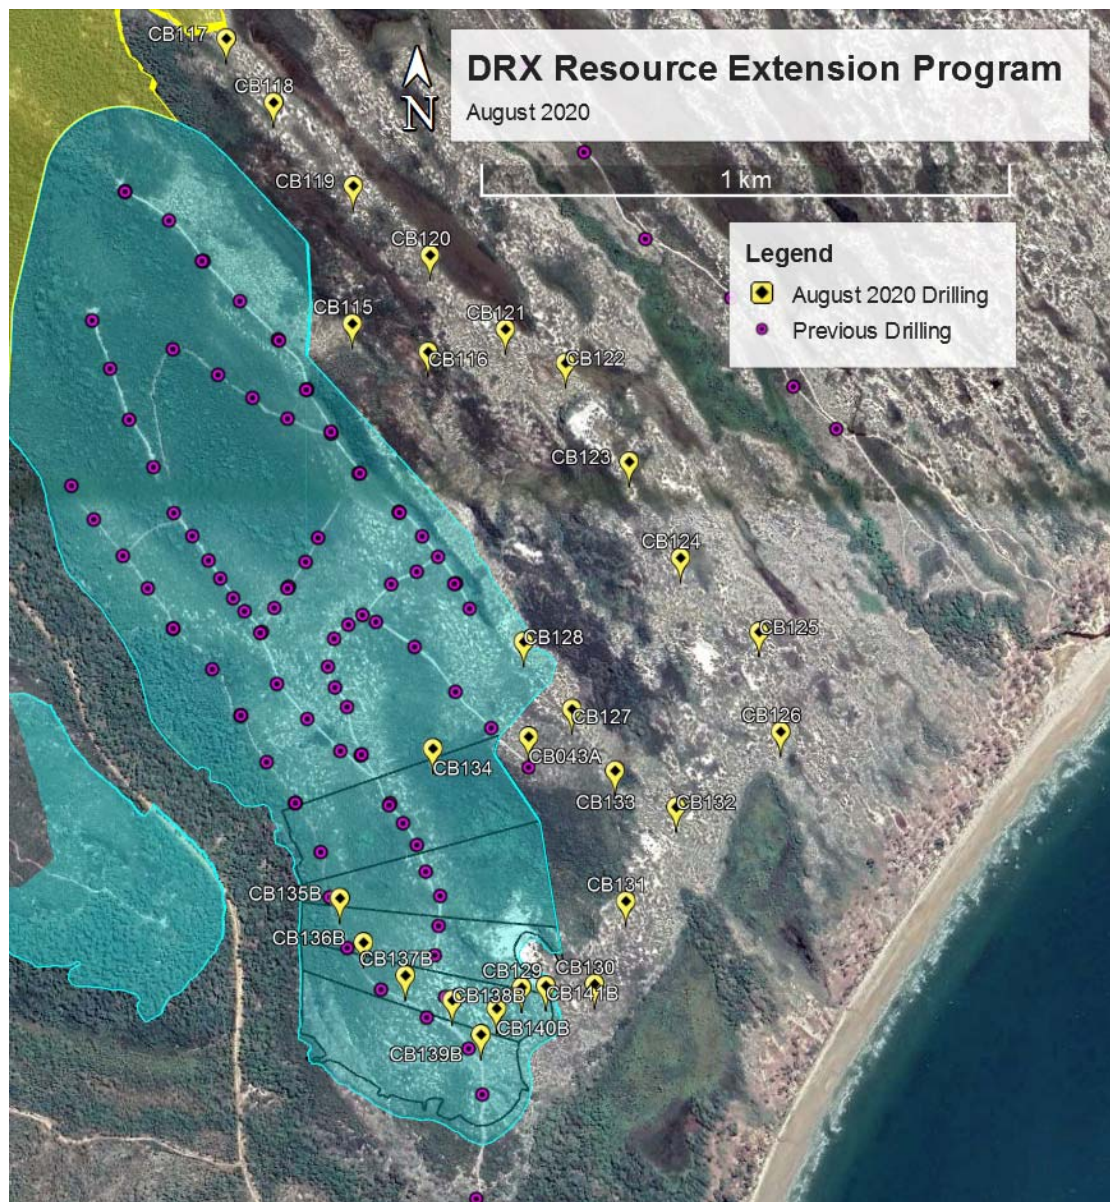 CB117
DRX Resource Extension Program
August 2020
N
CB118
1 km
CB119
CB120
Legend
August 2020 Drilling
Previous Drilling
CB115
CB121
CB116
CB122
CB123
CB124
CB128
CB125
CB127
CB126
CB043A
CB134
CB133
CB132
CB135B
CB131
CB136B
CB137B
CB129
CB130
CB138B
CB141B
CB140B
CB139B